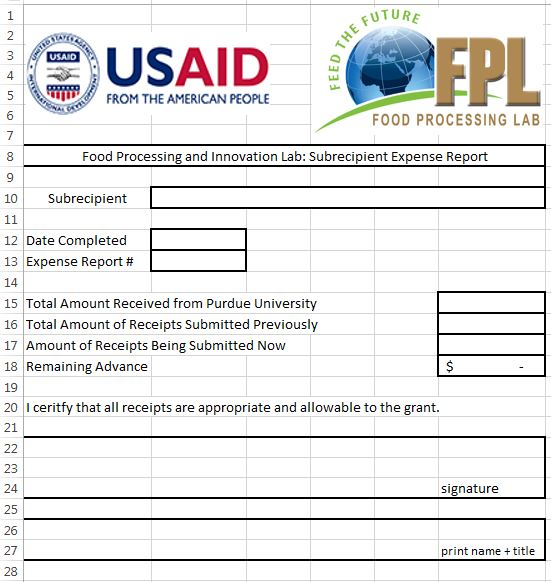 1
2
3
4
5
6
7
8
9
10
11
12
13
14
15
16
17
18
19
20
21
22
23
24
25
26
27
28
UNITED STATES AGENCY
USAID
INTERNATIONAL DEVELOPMENT
USAID
FROM THE AMERICAN PEOPLE
FEED THE FUTURE
FPL
FOOD PROCESSING LAB
Food Processing and Innovation Lab: Subrecipient Expense Report
Subrecipient
Date Completed
Expense Report #
Total Amount Received from Purdue University
Total Amount of Receipts Submitted Previously
Amount of Receipts Being Submitted Now
Remaining Advance $ -
I ceritfy that all receipts are appropriate and allowable to the grant.
signature
print name + title